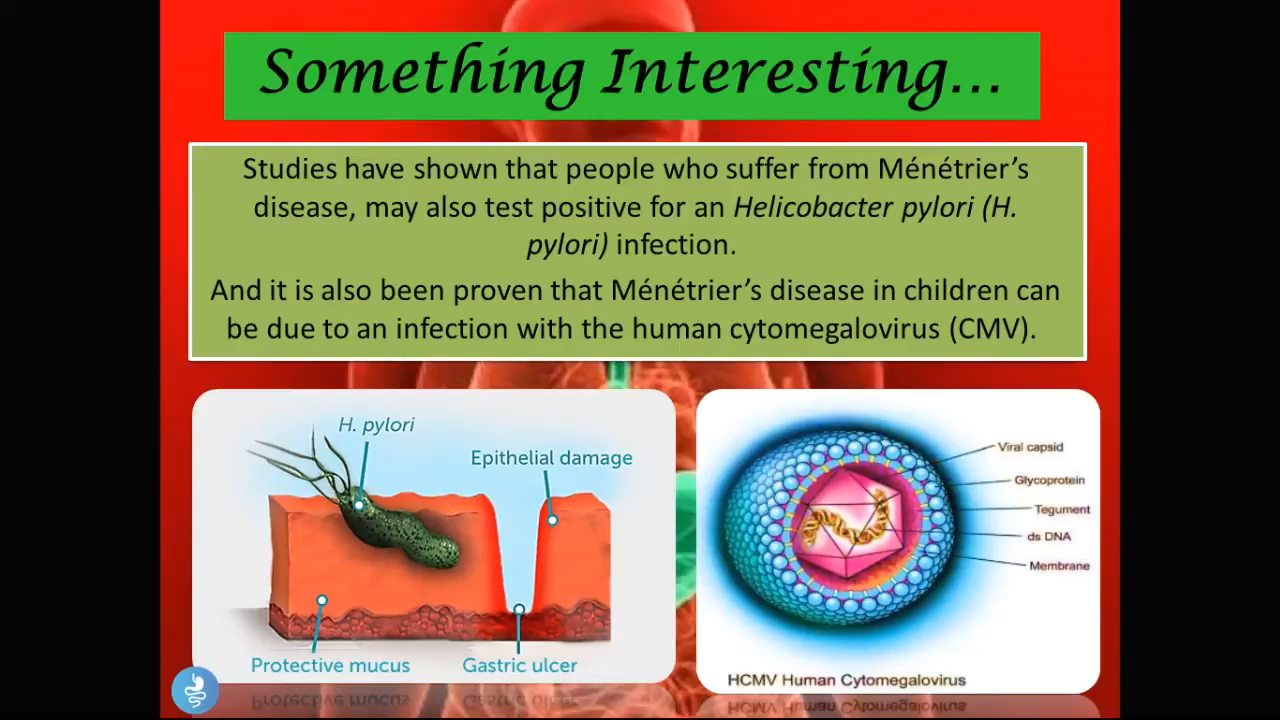 Something Interesting...
Studies have shown that people who suffer from Ménétrier’s
disease, may also test positive for an Helicobacter pylori (H.
pylori) infection.
And it is also been proven that Ménétrier’s disease in children can
be due to an infection with the human cytomegalovirus (CMV).
H. pylori
Epithelial damage
Protective mucus
Gastric ulcer
Viral capsid
Glycoprotein
Tegument
ds DNA
Membrane
HCMV Human Cytomegalovirus